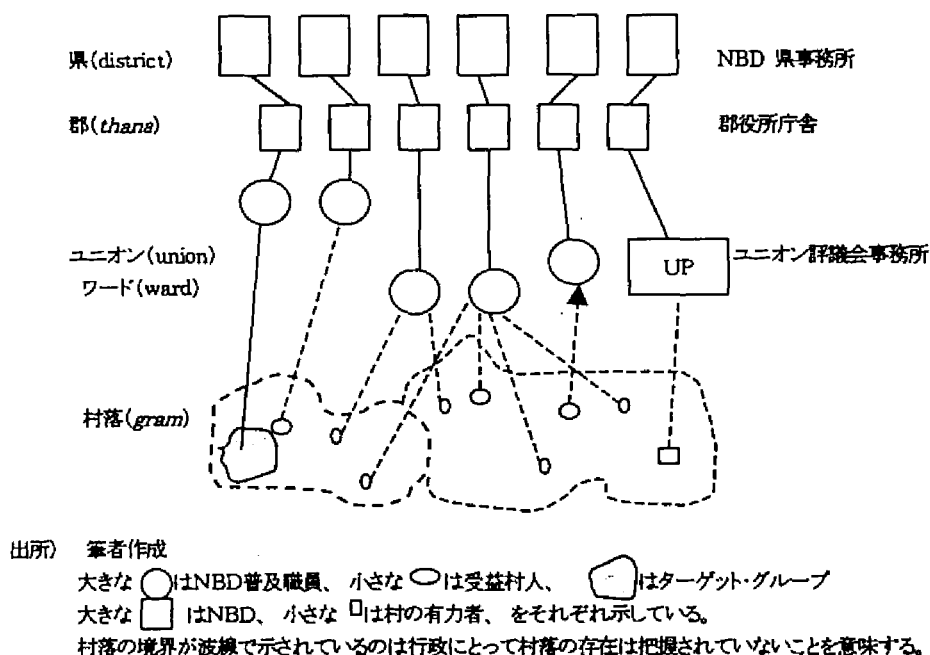 県(district) NBD 県事務所
郡(thana) 郡役所庁舎
ユニオン(union) UP ユニオン評議会事務所
ワード(ward)
村落(gram)
出所) 筆者作成
大きな はNBD普及職員、小さな は受益村人、 はターゲット・グループ
大きな はNBD、小さな は村の有力者、をそれぞれ示している。
村落の境界が波線で示されているのは行政にとって村落の存在は把握されていないことを意味する。